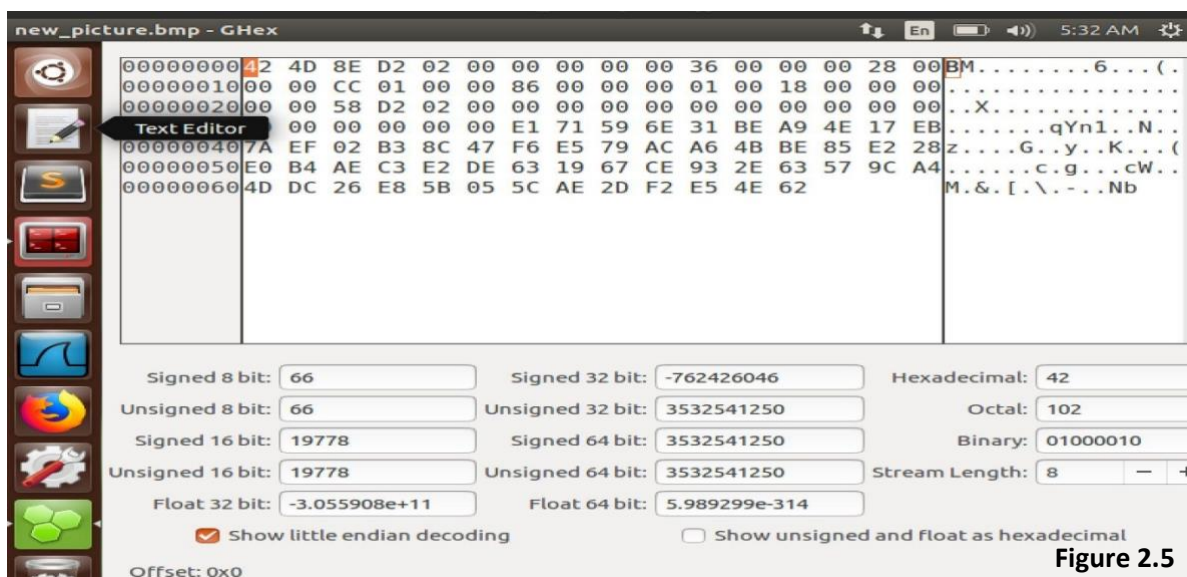 new_picture.bmp - GHex En 5:32 AM
00000000 42 4D 8E D2 02 00 00 00 00 00 36 00 00 00 28 00 BM........6...(.
00000010 00 00 CC 01 00 00 86 00 00 00 01 00 18 00 00 00 ................
00000020 00 00 58 D2 02 00 00 00 00 00 00 00 00 00 00 00 ..X.............
Text Editor 00 00 00 00 00 E1 71 59 6E 31 BE A9 4E 17 EB .......qYn1..N..
00000040 7A EF 02 B3 8C 47 F6 E5 79 AC A6 4B BE 85 E2 28 z....G..y..K...(
00000050 E0 B4 AE C3 E2 DE 63 19 67 CE 93 2E 63 57 9C A4 ......c.g...cW..
00000060 4D DC 26 E8 5B 05 5C AE 2D F2 E5 4E 62 M.&.[.\.-..Nb
Signed 8 bit: 66 Signed 32 bit: -762426046 Hexadecimal: 42
Unsigned 8 bit: 66 Unsigned 32 bit: 3532541250 Octal: 102
Signed 16 bit: 19778 Signed 64 bit: 3532541250 Binary: 01000010
Unsigned 16 bit: 19778 Unsigned 64 bit: 3532541250 Stream Length: 8 − +
Float 32 bit: -3.055908e+11 Float 64 bit: 5.989299e-314
Show little endian decoding Show unsigned and float as hexadecimal
Figure 2.5
Offset: 0x0